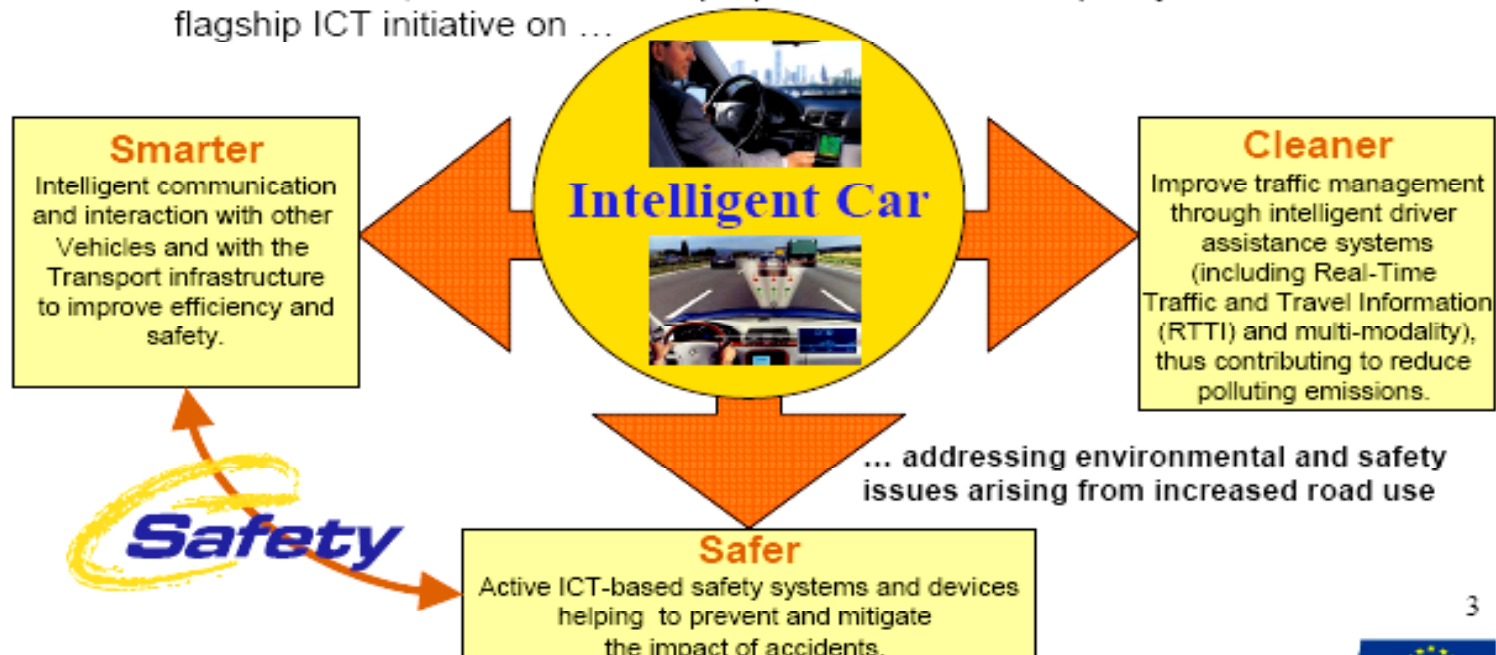 flagship ICT initiative on ...
Intelligent Car
Smarter
Intelligent communication
and interaction with other
Vehicles and with the
Transport infrastructure
to improve efficiency and
safety.
Cleaner
Improve traffic management
through intelligent driver
assistance systems
(including Real-Time
Traffic and Travel Information
(RTTI) and multi-modality),
thus contributing to reduce
polluting emissions.
... addressing environmental and safety
issues arising from increased road use
Safety
Safer
Active ICT-based safety systems and devices
helping to prevent and mitigate
the impact of accidents.
3